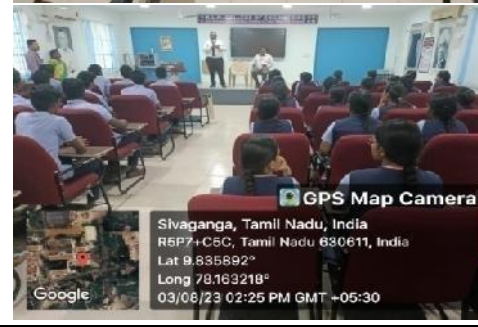 GPS Map Camera
Sivaganga, Tamil Nadu, India
R5P7+C5C, Tamil Nadu 630611, India
Lat 9.835892°
Long 78.163218°
03/08/23 02:25 PM GMT +05:30
Google